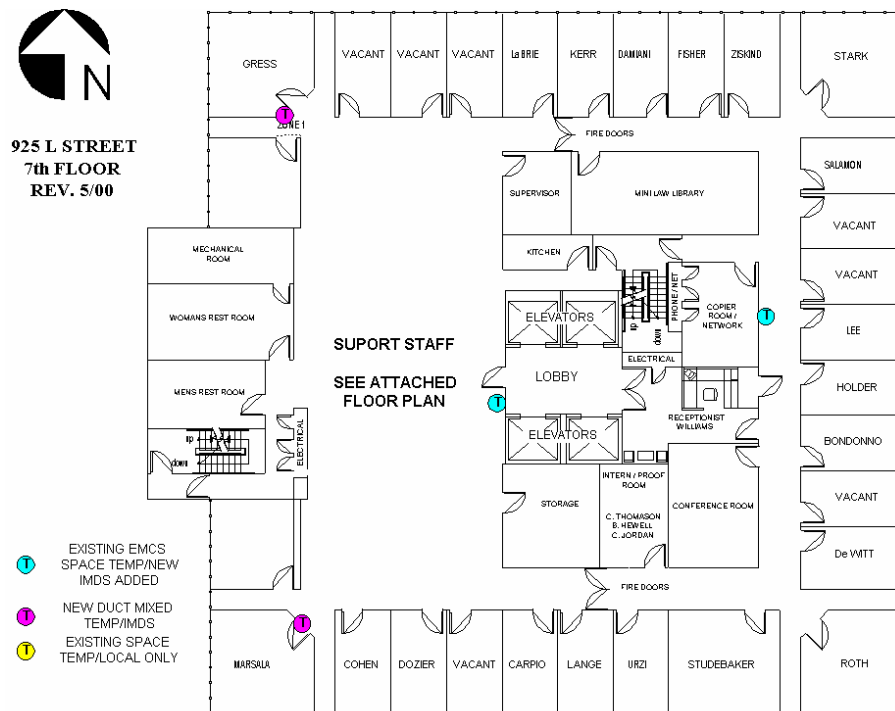 N
925 L STREET
7th FLOOR
REV. 5/00
GRESS
VACANT
VACANT
VACANT
La BRIE
KERR
DAMIANI
FISHER
ZISKIND
STARK
T
ZONE 1
FIRE DOORS
SUPERVISOR
MINI LAW LIBRARY
SALAMON
VACANT
KITCHEN
MECHANICAL
ROOM
PHONE / NET
VACANT
WOMANS REST ROOM
ELEVATORS
up
down
COPIER
ROOM /
NETWORK
T
LEE
SUPORT STAFF
SEE ATTACHED
FLOOR PLAN
ELECTRICAL
LOBBY
MENS REST ROOM
HOLDER
T
RECEPTIONIST
WILLIAMS
ELEVATORS
up
down
ELECTRICAL
BONDONNO
STORAGE
INTERN / PROOF
ROOM
C. THOMASON
B. HEWELL
C. JORDAN
CONFERENCE ROOM
VACANT
De WITT
T
EXISTING EMCS
SPACE TEMP/NEW
IMDS ADDED
FIRE DOORS
T
NEW DUCT MIXED
TEMP/IMDS
T
T
EXISTING SPACE
TEMP/LOCAL ONLY
MARSALA
COHEN
DOZIER
VACANT
CARPIO
LANGE
URZI
STUDEBAKER
ROTH